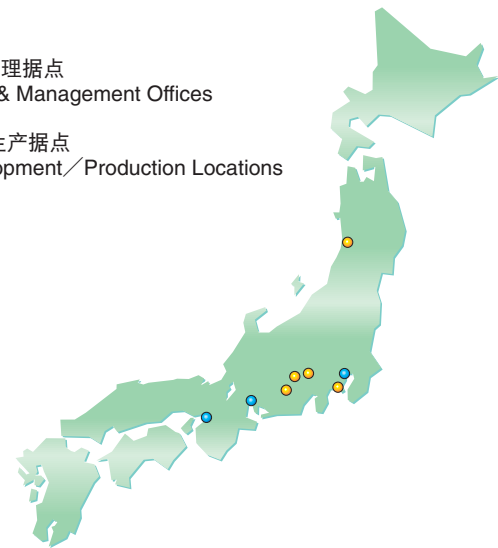 理据点
& Management Offices
生产据点
opment／Production Locations